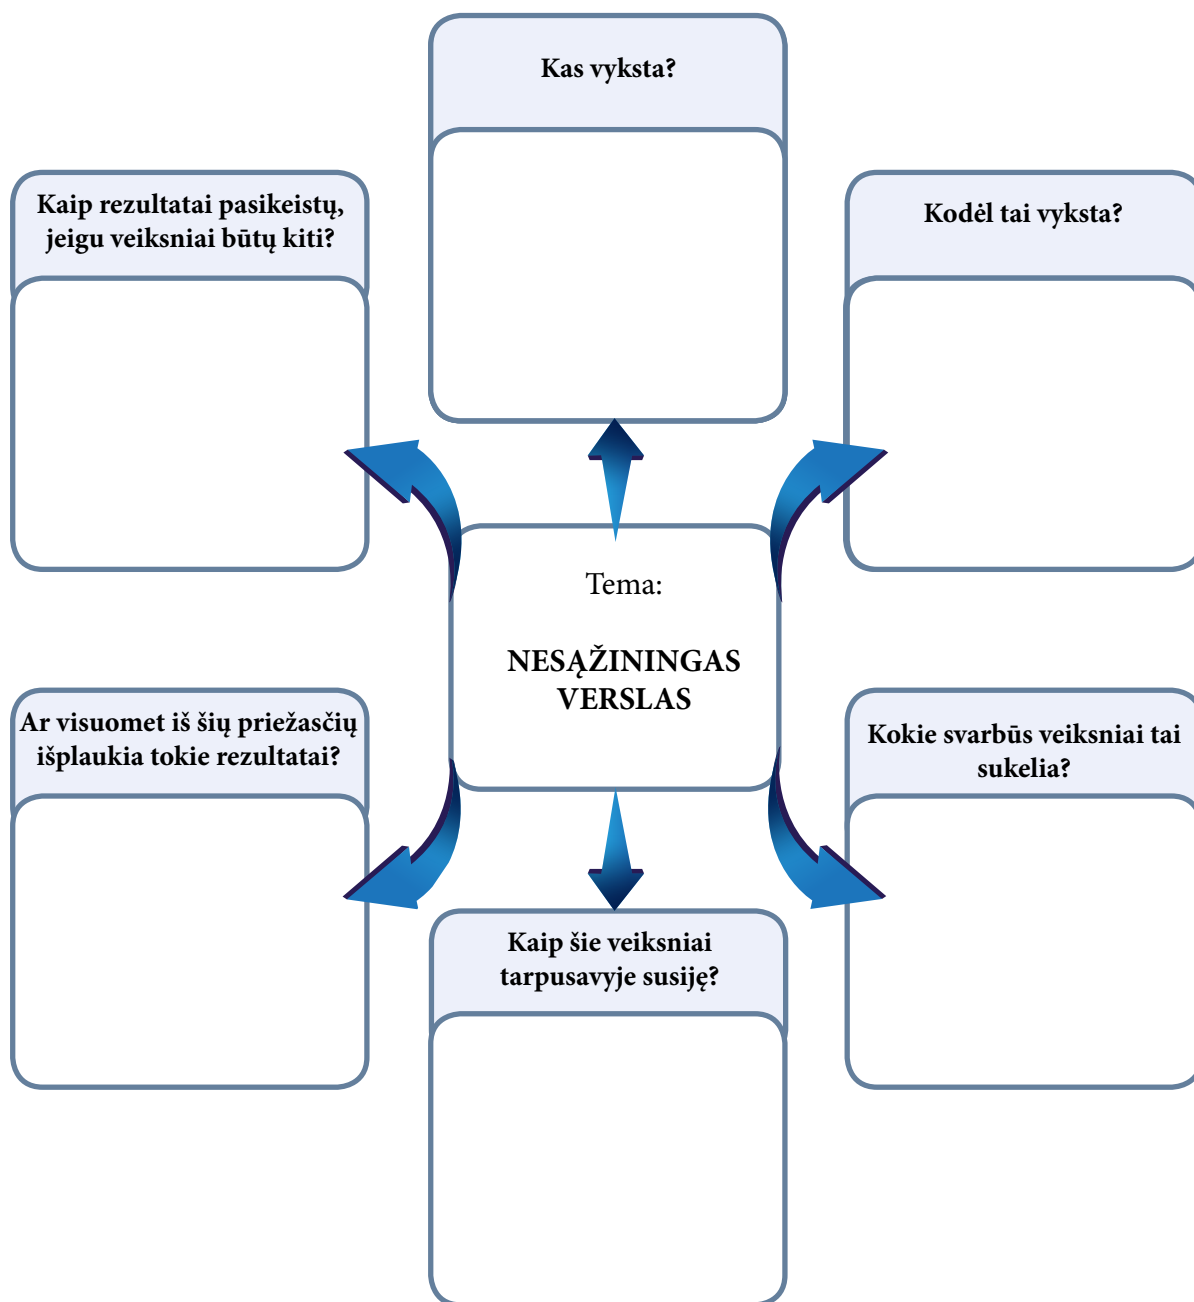 Kas vyksta?
Kaip rezultatai pasikeistų,
jeigu veiksniai būtų kiti?
Kodėl tai vyksta?
Tema:
NESĄŽININGAS
VERSLAS
Ar visuomet iš šių priežasčių
išplaukia tokie rezultatai?
Kokie svarbūs veiksniai tai
sukelia?
Kaip šie veiksniai
tarpusavyje susiję?